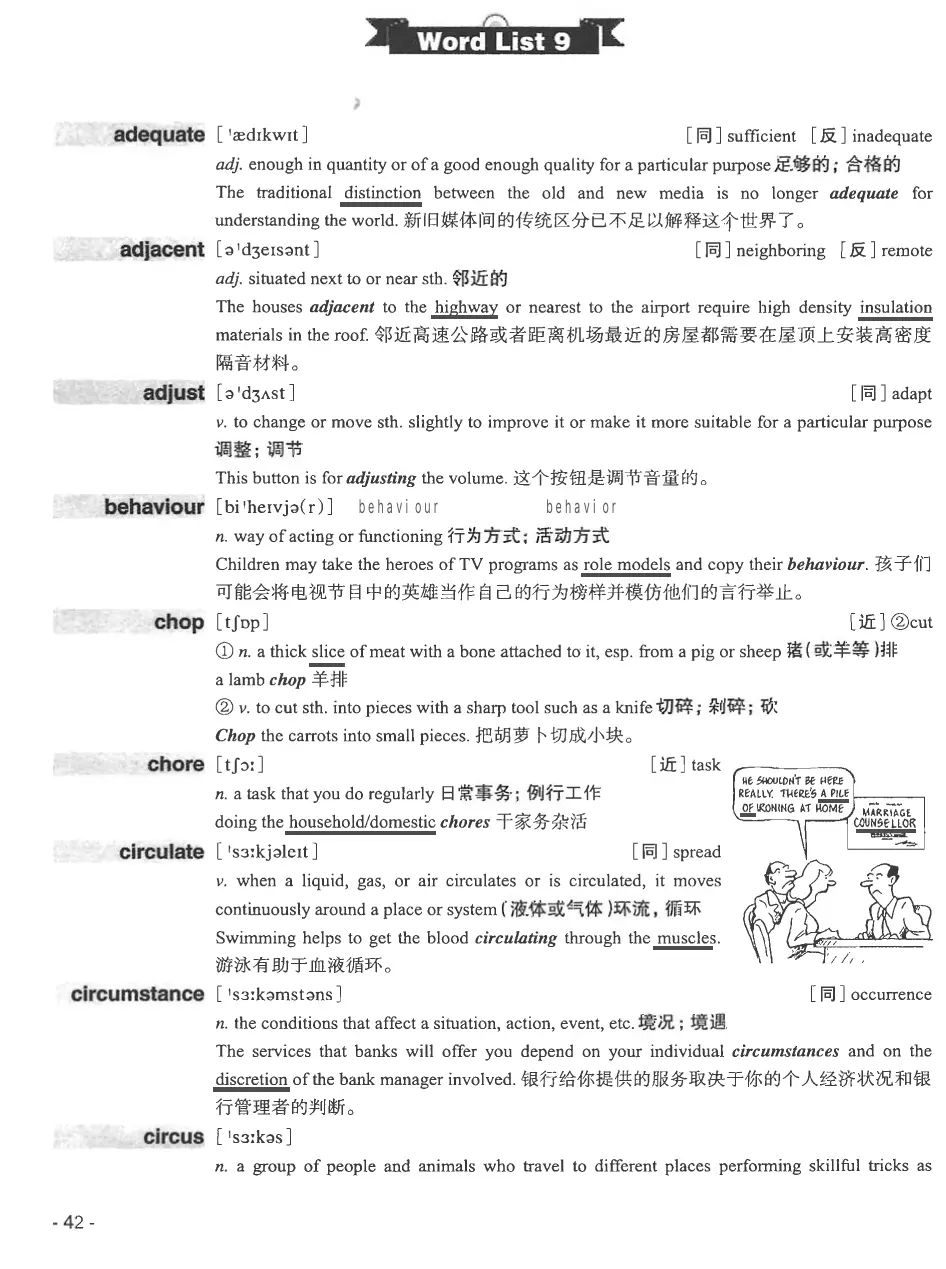 Word List 9
adequate [ˈædɪkwɪt] [同] sufficient [反] inadequate
adj. enough in quantity or of a good enough quality for a particular purpose 足够的；合格的
The traditional distinction between the old and new media is no longer adequate for
understanding the world. 新旧媒体间的传统区分已不足以解释这个世界了。
adjacent [əˈdʒeɪsənt] [同] neighboring [反] remote
adj. situated next to or near sth. 邻近的
The houses adjacent to the highway or nearest to the airport require high density insulation
materials in the roof. 邻近高速公路或者距离机场最近的房屋都需要在屋顶上安装高密度
隔音材料。
adjust [əˈdʒʌst] [同] adapt
v. to change or move sth. slightly to improve it or make it more suitable for a particular purpose
调整；调节
This button is for adjusting the volume. 这个按钮是调节音量的。
behaviour [biˈheɪvjə(r)] behaviour behavior
n. way of acting or functioning 行为方式；活动方式
Children may take the heroes of TV programs as role models and copy their behaviour. 孩子们
可能会将电视节目中的英雄当作自己的行为榜样并模仿他们的言行举止。
chop [tʃɒp] [近] ②cut
① n. a thick slice of meat with a bone attached to it, esp. from a pig or sheep 猪(或羊等)排
a lamb chop 羊排
② v. to cut sth. into pieces with a sharp tool such as a knife 切碎；剁碎；砍
Chop the carrots into small pieces. 把胡萝卜切成小块。
chore [tʃɔː] [近] task
n. a task that you do regularly 日常事务；例行工作
doing the household/domestic chores 干家务杂活
HE SHOULDN'T BE HERE
REALLY. THERE'S A PILE
OF IRONING AT HOME
MARRIAGE
COUNSELLOR
circulate [ˈsɜːkjəleɪt] [同] spread
v. when a liquid, gas, or air circulates or is circulated, it moves
continuously around a place or system (液体或气体)环流，循环
Swimming helps to get the blood circulating through the muscles.
游泳有助于血液循环。
circumstance [ˈsɜːkəmstəns] [同] occurrence
n. the conditions that affect a situation, action, event, etc. 境况；境遇
The services that banks will offer you depend on your individual circumstances and on the
discretion of the bank manager involved. 银行给你提供的服务取决于你的个人经济状况和银
行管理者的判断。
circus [ˈsɜːkəs]
n. a group of people and animals who travel to different places performing skillful tricks as
- 42 -